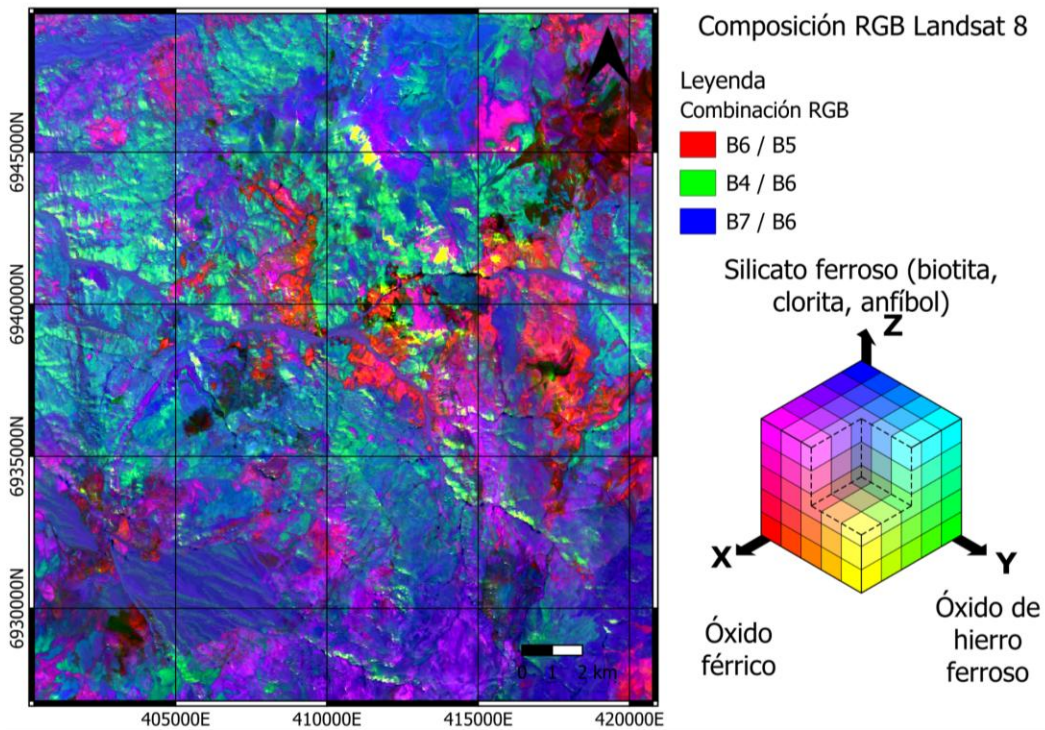 Composición RGB Landsat 8
Leyenda
Combinación RGB
B6 / B5
B4 / B6
B7 / B6
Silicato ferroso (biotita,
clorita, anfíbol)
Z
X
Y
Óxido
férrico
Óxido de
hierro
ferroso
6945000N
6940000N
6935000N
6930000N
0 1 2 km
405000E 410000E 415000E 420000E